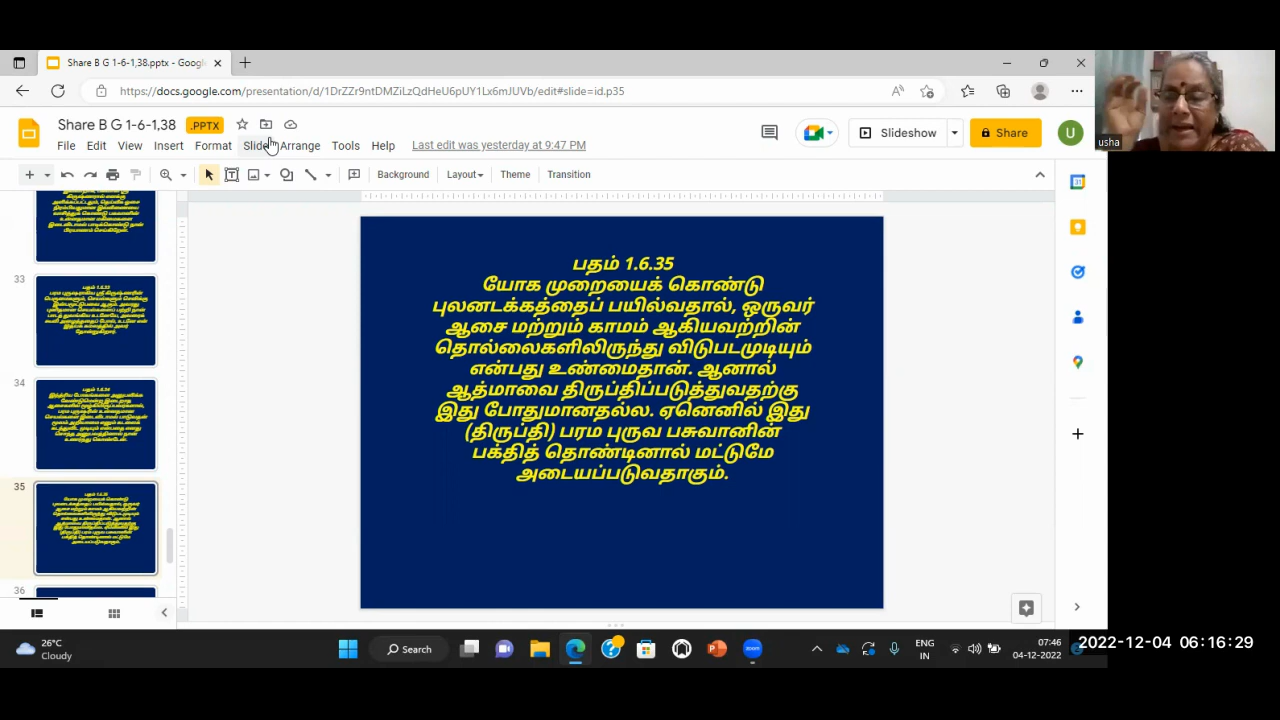 Share B G 1-6-1,38.pptx - Googl
https://docs.google.com/presentation/d/1DrZZr9ntDMZiLzQdHeU6pUY1Lx6mJUVb/edit#slide=id.p35
Share B G 1-6-1,38 .PPTX
File Edit View Insert Format Slide Arrange Tools Help Last edit was yesterday at 9:47 PM
Slideshow
Share
U
usha
Background Layout Theme Transition
33
34
35
36
பதம் 1.6.35
யோக முறையைக் கொண்டு
புலனடக்கத்தைப் பயில்வதால், ஒருவர்
ஆசை மற்றும் காமம் ஆகியவற்றின்
தொல்லைகளிலிருந்து விடுபடமுடியும்
என்பது உண்மைதான். ஆனால்
ஆத்மாவை திருப்திப்படுத்துவதற்கு
இது போதுமானதல்ல. ஏனெனில் இது
(திருப்தி) பரம புருவ பசுவானின்
பக்தித் தொண்டினால் மட்டுமே
அடையப்படுவதாகும்.
26°C
Cloudy
Search
ENG
IN
07:46
04-12-2022
2022-12-04 06:16:29